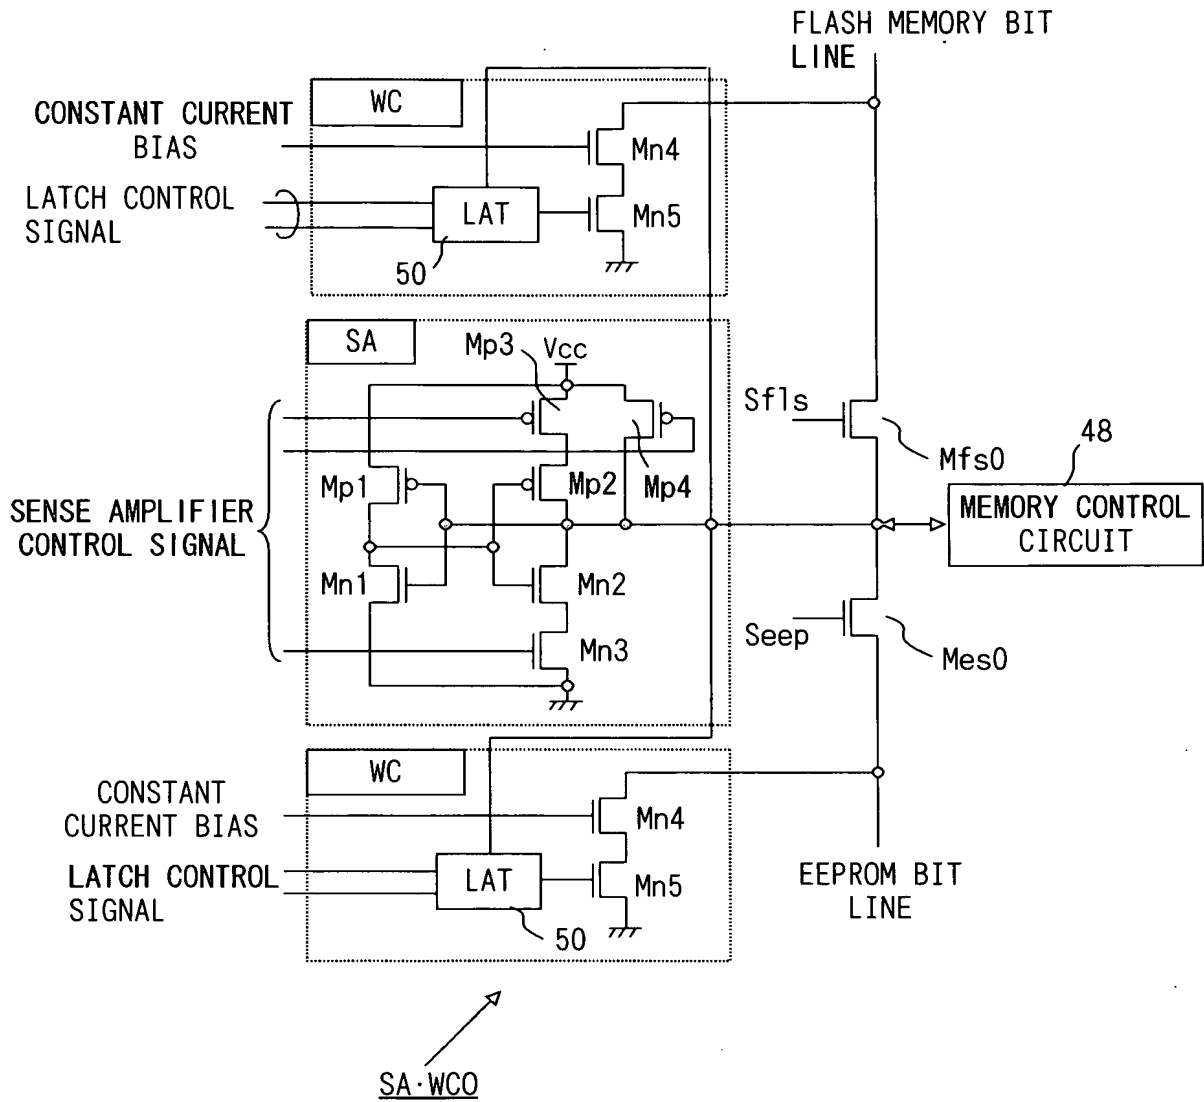 FLASH MEMORY BIT
LINE
WC
CONSTANT CURRENT
BIAS
Mn4
LATCH CONTROL
SIGNAL
LAT
Mn5
50
SA
Mp3
Vcc
Sfls
48
Mfs0
Mp1
Mp2
Mp4
MEMORY CONTROL
CIRCUIT
SENSE AMPLIFIER
CONTROL SIGNAL
Mn1
Mn2
Seep
Mn3
Mes0
WC
CONSTANT
CURRENT BIAS
Mn4
LATCH CONTROL
SIGNAL
LAT
Mn5
EEPROM BIT
LINE
50
SA·WCO